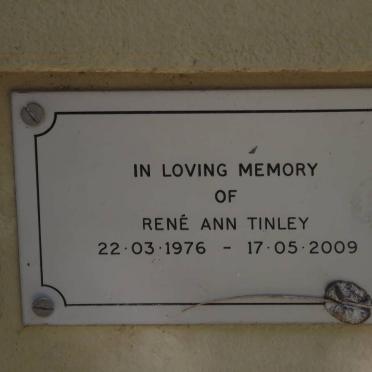 IN LOVING MEMORY
OF
RENÉ ANN TINLEY
22·03·1976 - 17·05·2009